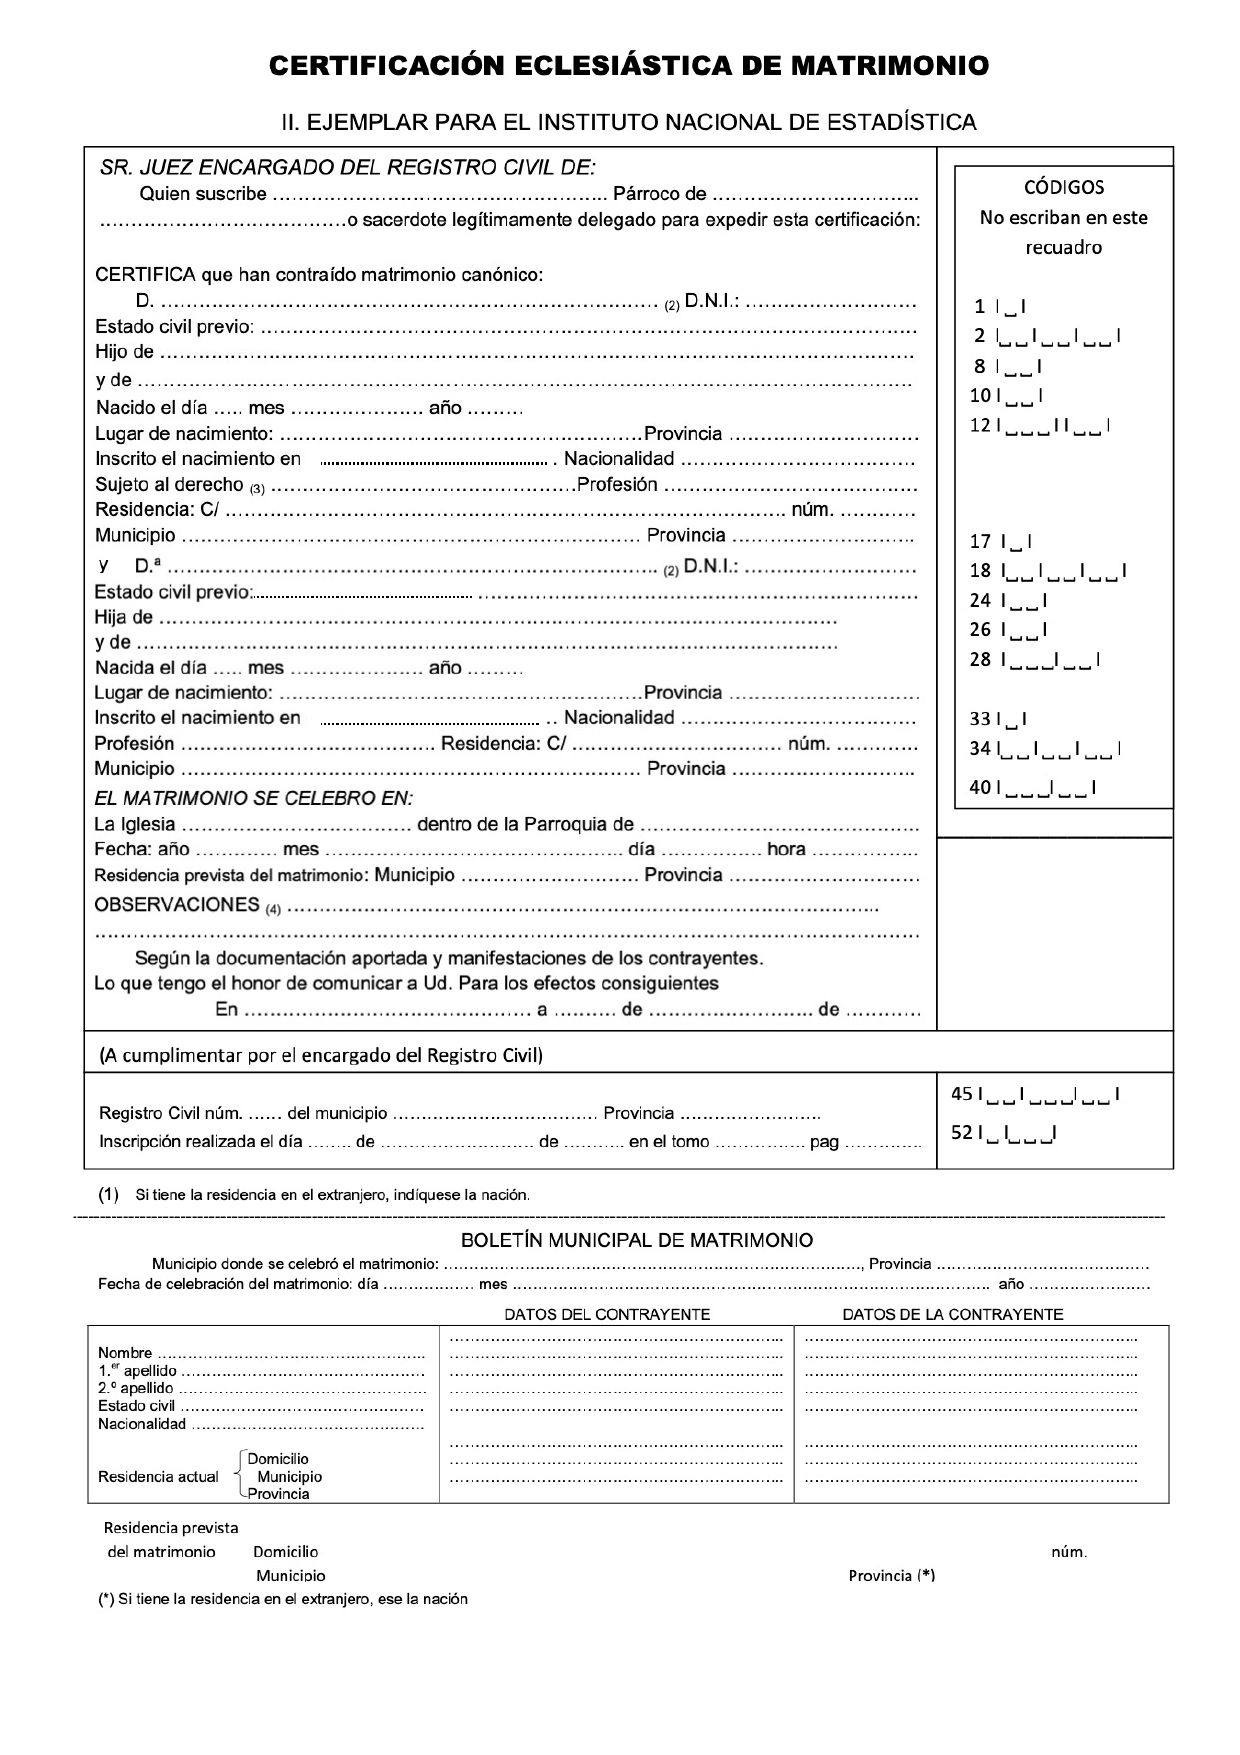 CERTIFICACIÓN ECLESIÁSTICA DE MATRIMONIO
II. EJEMPLAR PARA EL INSTITUTO NACIONAL DE ESTADÍSTICA
SR. JUEZ ENCARGADO DEL REGISTRO CIVIL DE:
Quien suscribe ..................................................... Párroco de .................................
.......................................o sacerdote legítimamente delegado para expedir esta certificación:
CERTIFICA que han contraído matrimonio canónico:
D. .............................................................................. (2) D.N.I.: ...........................
Estado civil previo: ........................................................................................................
Hijo de .......................................................................................................................
y de ..........................................................................................................................
Nacido el día ..... mes ..................... año .........
Lugar de nacimiento: .........................................................Provincia ..............................
Inscrito el nacimiento en ............................................. . Nacionalidad .....................................
Sujeto al derecho (3) ................................................Profesión ........................................
Residencia: C/ ......................................................................................... núm. ............
Municipio ........................................................................ Provincia .............................
y D.ª .............................................................................. (2) D.N.I.: ...........................
Estado civil previo:............................................ .....................................................................
Hija de ...........................................................................................................
y de ..............................................................................................................
Nacida el día ..... mes ..................... año .........
Lugar de nacimiento: .........................................................Provincia ..............................
Inscrito el nacimiento en ............................................ .. Nacionalidad .....................................
Profesión ........................................ Residencia: C/ ................................. núm. .............
Municipio ........................................................................ Provincia .............................
EL MATRIMONIO SE CELEBRO EN:
La Iglesia .................................... dentro de la Parroquia de ............................................
Fecha: año ............. mes ............................................... día ................ hora .................
Residencia prevista del matrimonio: Municipio ............................ Provincia ..............................
OBSERVACIONES (4) .............................................................................................
..................................................................................................................................
Según la documentación aportada y manifestaciones de los contrayentes.
Lo que tengo el honor de comunicar a Ud. Para los efectos consiguientes
En ............................................. a .......... de .......................... de ............
CÓDIGOS
No escriban en este
recuadro
1 I ⎵ I
2 I⎵⎵I⎵⎵I⎵⎵I
8 I⎵⎵I
10 I⎵⎵I
12 I⎵⎵⎵I I⎵⎵I
17 I⎵I
18 I⎵⎵I⎵⎵I⎵⎵I
24 I⎵⎵I
26 I⎵⎵I
28 I⎵⎵⎵I⎵⎵I
33 I⎵I
34 I⎵⎵I⎵⎵I⎵⎵I
40 I⎵⎵⎵I⎵⎵I
(A cumplimentar por el encargado del Registro Civil)
Registro Civil núm. ...... del municipio .................................... Provincia .........................
Inscripción realizada el día ........ de ................................ de .......... en el tomo ................ pag ..............
45 I⎵⎵I⎵⎵⎵I⎵⎵I
52 I⎵I⎵⎵⎵I
(1) Si tiene la residencia en el extranjero, indíquese la nación.
BOLETÍN MUNICIPAL DE MATRIMONIO
Municipio donde se celebró el matrimonio: ..................................................................................., Provincia ..........................................
Fecha de celebración del matrimonio: día .................. mes ............................................................................................... año ........................
DATOS DEL CONTRAYENTE DATOS DE LA CONTRAYENTE
Nombre .....................................................
1.er apellido ................................................
2.º apellido .................................................
Estado civil ................................................
Nacionalidad ..............................................
Domicilio
Residencia actual Municipio
Provincia
Residencia prevista
del matrimonio Domicilio núm.
Municipio Provincia (*)
(*) Si tiene la residencia en el extranjero, ese la nación